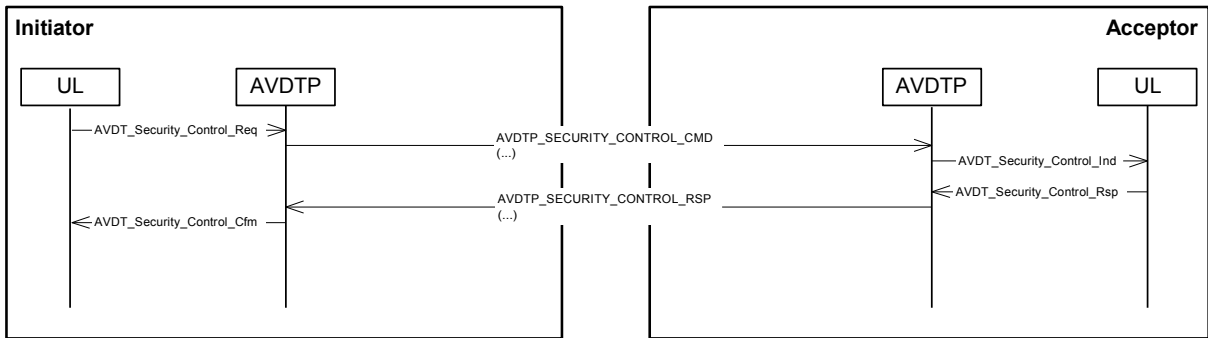 Initiator
Acceptor
UL
AVDTP
AVDTP
UL
AVDT_Security_Control_Req
AVDTP_SECURITY_CONTROL_CMD
(...)
AVDT_Security_Control_Ind
AVDTP_SECURITY_CONTROL_RSP
(...)
AVDT_Security_Control_Rsp
AVDT_Security_Control_Cfm